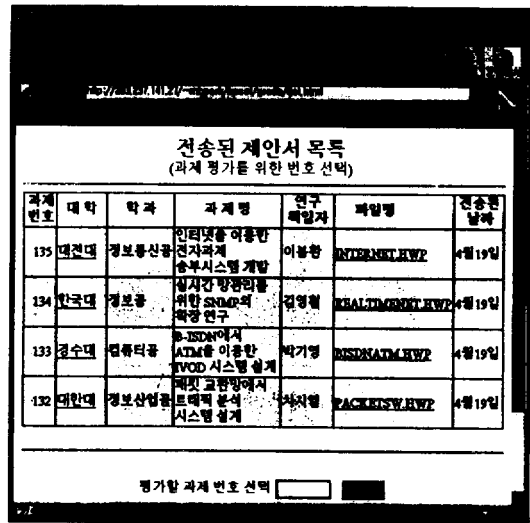 전송된 제안서 목록
(과제 평가를 위한 번호 선택)
과제 번호 대학 학과 과제명 연구 책임자 파일명 전송된 날짜
135 대전대 정보통신공 인터넷을 이용한 전자과제 송부시스템 개발 이봉환 INTERNET.HWP 4월19일
134 한국대 정보공 실시간 망관리를 위한 SNMP의 확장 연구 김영철 REALTIMENET.HWP 4월19일
133 경수대 컴퓨터공 B-ISDN에서 ATM을 이용한 IVOD 시스템 설계 박기영 BISDNATM.HWP 4월19일
132 대한대 정보산업공 패킷 교환망에서 트래픽 분석 시스템 설계 PACKETSW.HWP 4월19일
평가할 과제 번호 선택